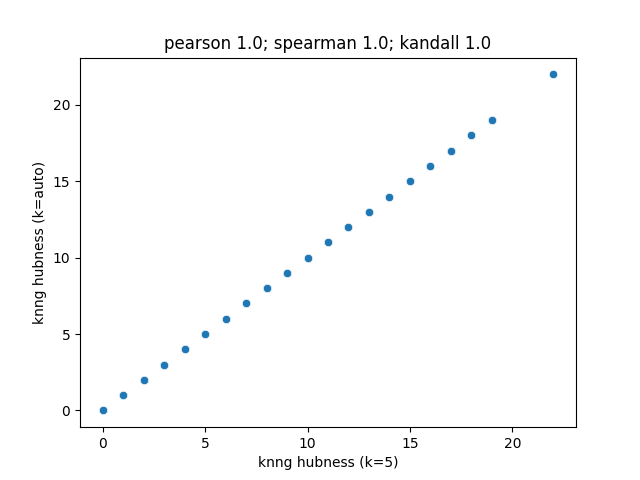 pearson 1.0; spearman 1.0; kandall 1.0
knng hubness (k=auto)
20
15
10
5
0
0 5 10 15 20
knng hubness (k=5)